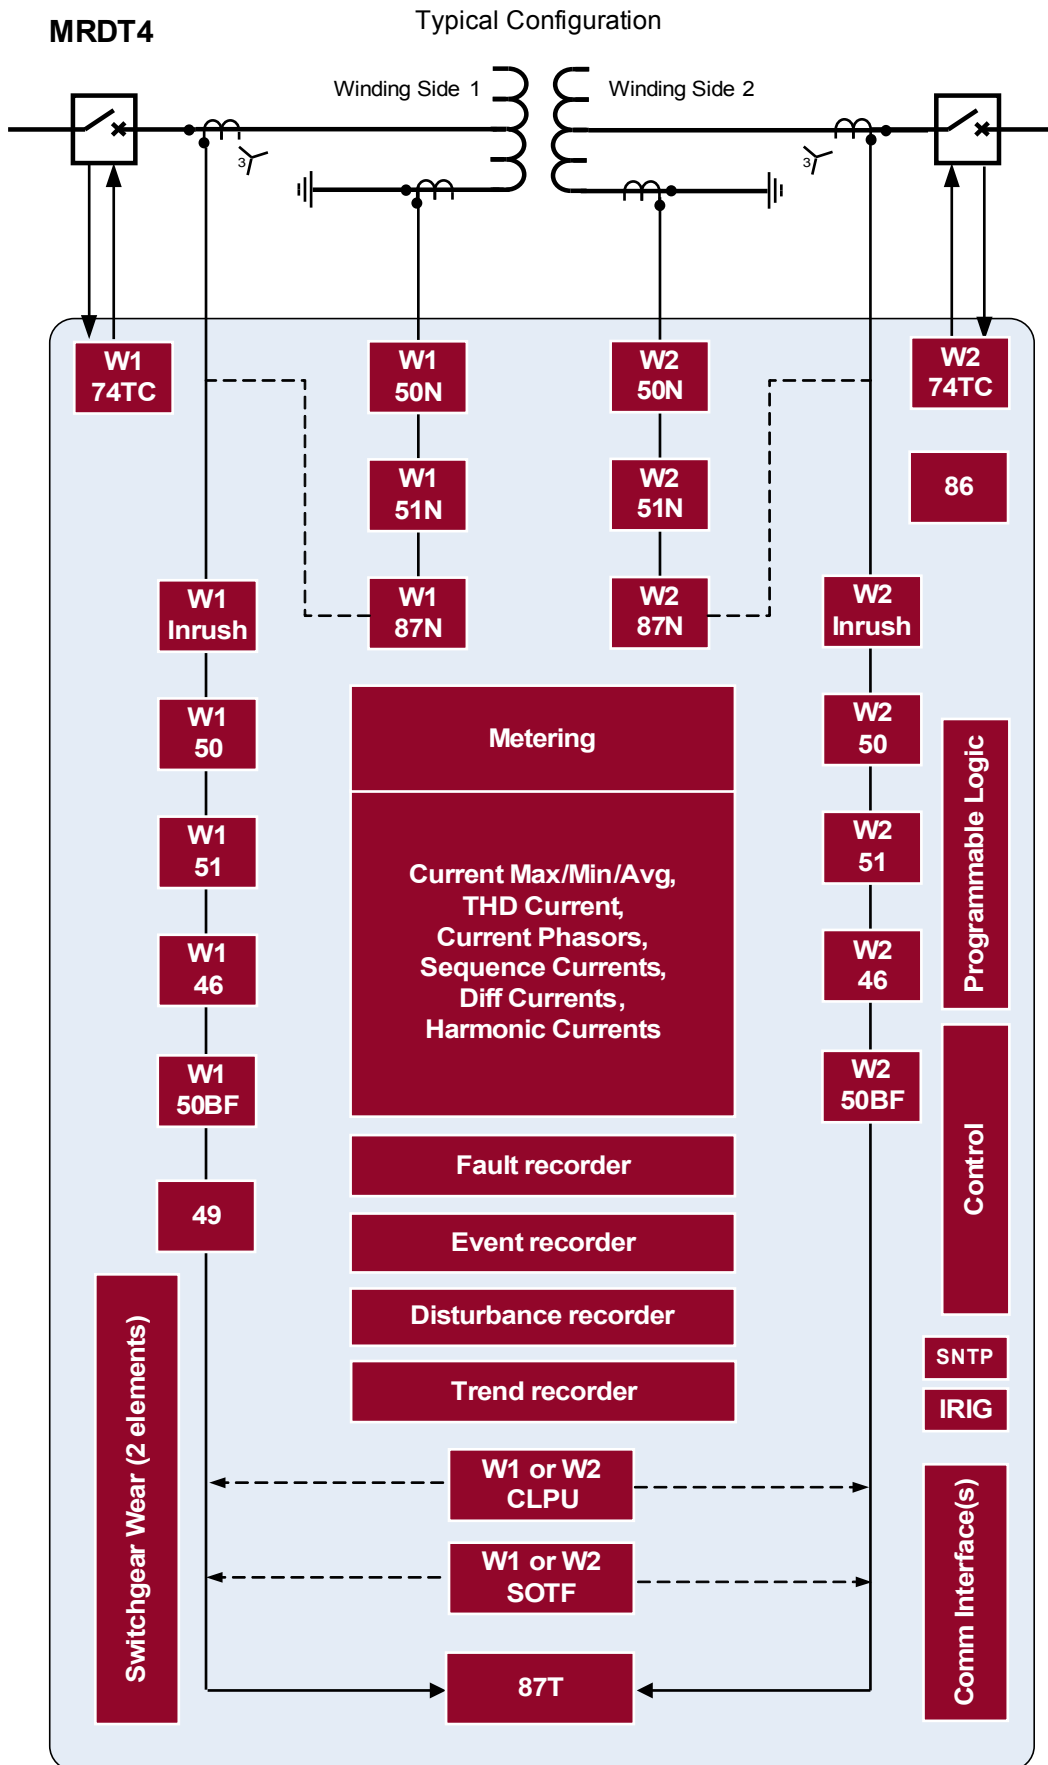 MRDT4
Typical Configuration
Winding Side 1
Winding Side 2
3
3
W1
74TC
W1
50N
W2
50N
W2
74TC
W1
51N
W2
51N
86
W1
Inrush
W1
87N
W2
87N
W2
Inrush
W1
50
Metering
W2
50
Programmable Logic
W1
51
Current Max/Min/Avg,
THD Current,
Current Phasors,
Sequence Currents,
Diff Currents,
Harmonic Currents
W2
51
W1
46
W2
46
W1
50BF
W2
50BF
Control
Fault recorder
49
Event recorder
Disturbance recorder
Trend recorder
Switchgear Wear (2 elements)
SNTP
IRIG
W1 or W2
CLPU
W1 or W2
SOTF
Comm Interface(s)
87T